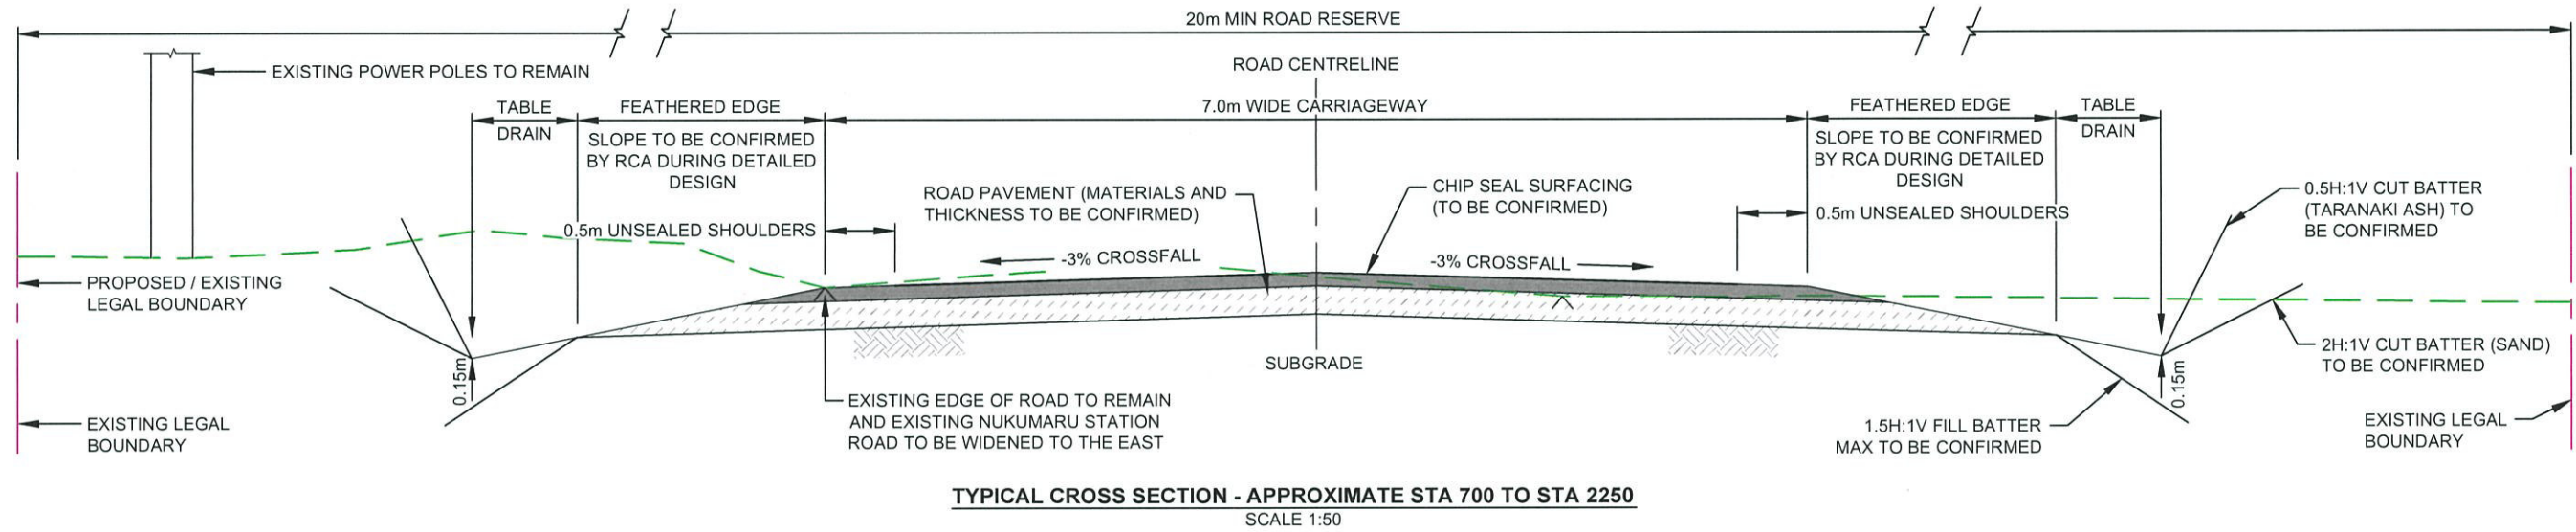 20m MIN ROAD RESERVE
EXISTING POWER POLES TO REMAIN
ROAD CENTRELINE
TABLE
DRAIN
FEATHERED EDGE
SLOPE TO BE CONFIRMED
BY RCA DURING DETAILED
DESIGN
7.0m WIDE CARRIAGEWAY
FEATHERED EDGE
SLOPE TO BE CONFIRMED
BY RCA DURING DETAILED
DESIGN
TABLE
DRAIN
0.5m UNSEALED SHOULDERS
ROAD PAVEMENT (MATERIALS AND
THICKNESS TO BE CONFIRMED)
CHIP SEAL SURFACING
(TO BE CONFIRMED)
0.5m UNSEALED SHOULDERS
0.5H:1V CUT BATTER
(TARANAKI ASH) TO
BE CONFIRMED
-3% CROSSFALL
-3% CROSSFALL
PROPOSED / EXISTING
LEGAL BOUNDARY
0.15m
SUBGRADE
2H:1V CUT BATTER (SAND)
TO BE CONFIRMED
0.15m
EXISTING LEGAL
BOUNDARY
EXISTING EDGE OF ROAD TO REMAIN
AND EXISTING NUKUMARU STATION
ROAD TO BE WIDENED TO THE EAST
1.5H:1V FILL BATTER
MAX TO BE CONFIRMED
EXISTING LEGAL
BOUNDARY
TYPICAL CROSS SECTION - APPROXIMATE STA 700 TO STA 2250
SCALE 1:50